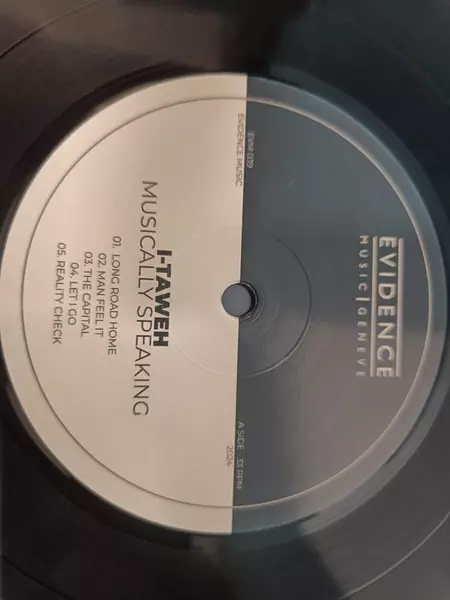 EVIDENCE
MUSIC | GENEVE
EVM 039
EVIDENCE MUSIC
A SIDE - 33 RPM
2024
I-TAWEH
MUSICALLY SPEAKING
01. LONG ROAD HOME
02. MAN FEEL IT
03. THE CAPITAL
04. LET I GO
05. REALITY CHECK